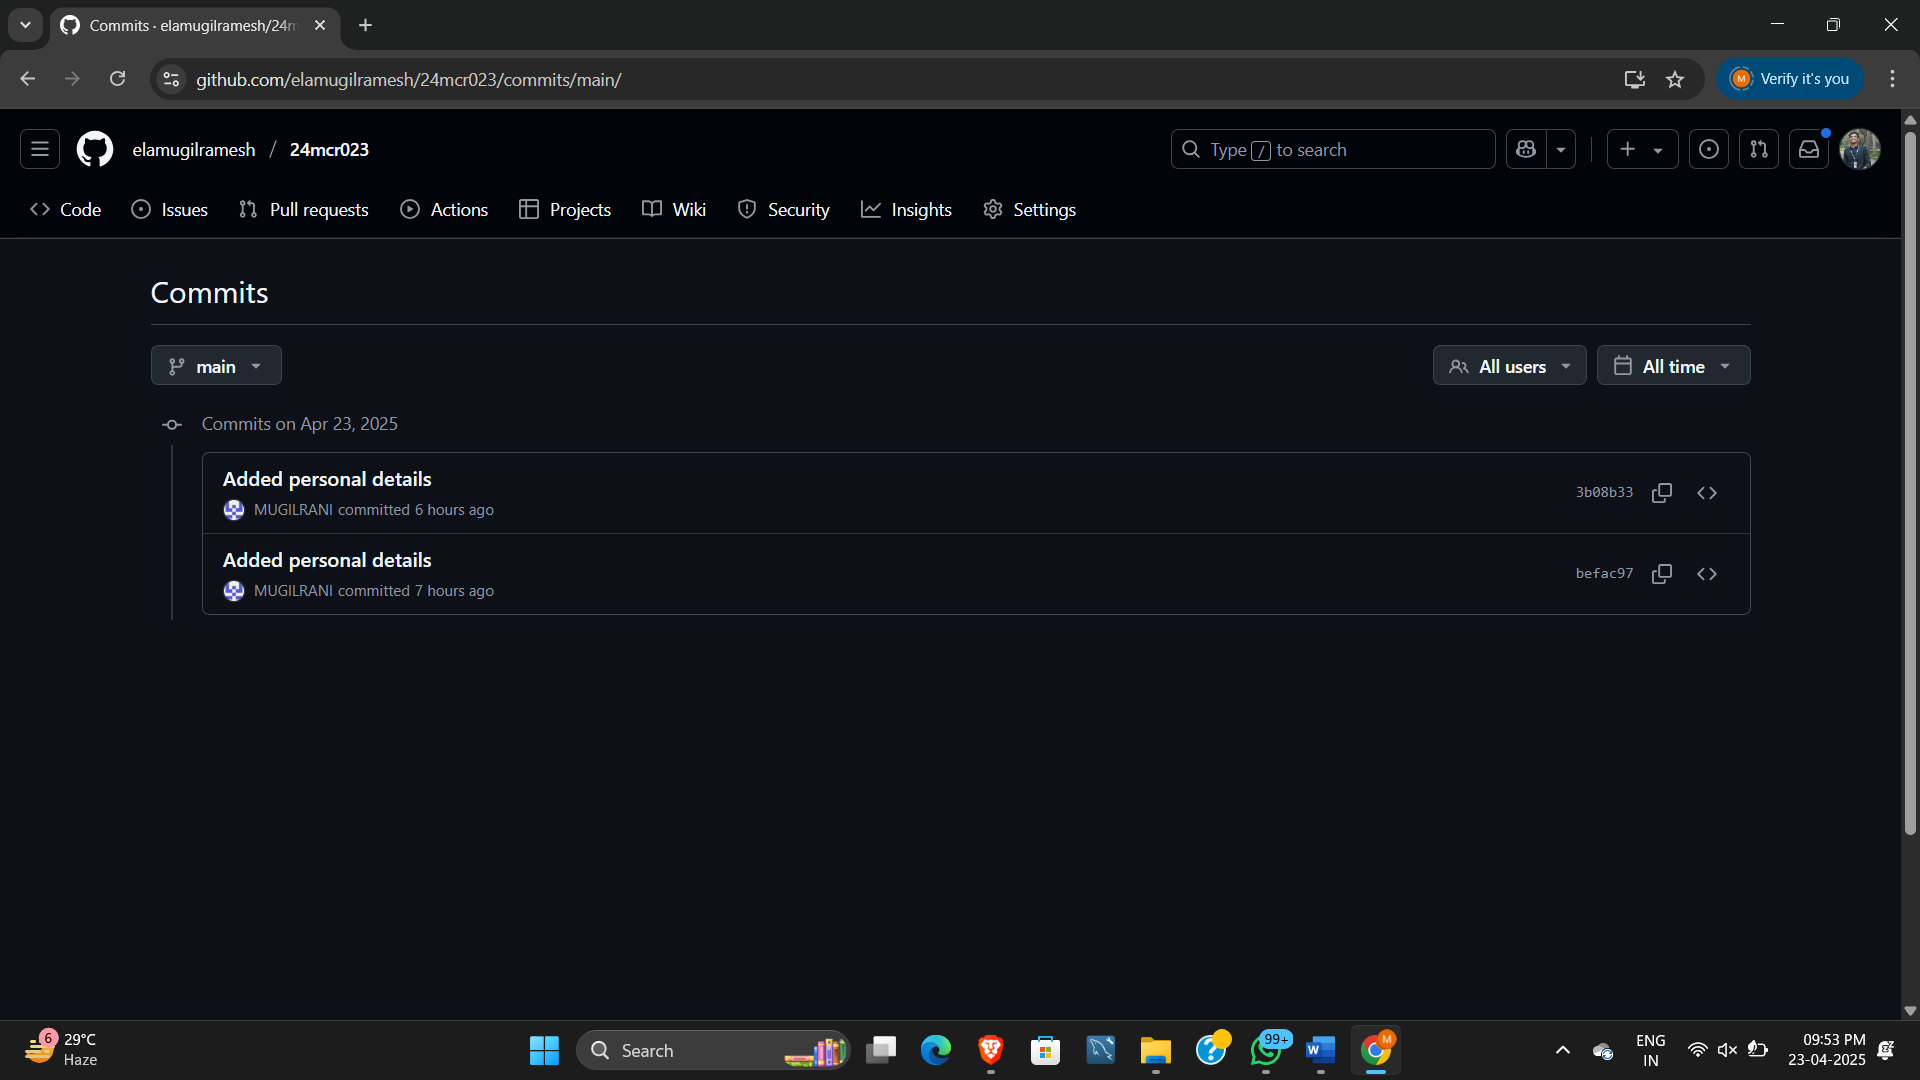 Commits · elamugilramesh/24m
github.com/elamugilramesh/24mcr023/commits/main/
Verify it's you
elamugilramesh / 24mcr023
Type / to search
Code Issues Pull requests Actions Projects Wiki Security Insights Settings
Commits
main
All users
All time
Commits on Apr 23, 2025
Added personal details
MUGILRANI committed 6 hours ago
3b08b33
Added personal details
MUGILRANI committed 7 hours ago
befac97
6
29°C
Haze
Search
99+
W
M
ENG
IN
09:53 PM
23-04-2025